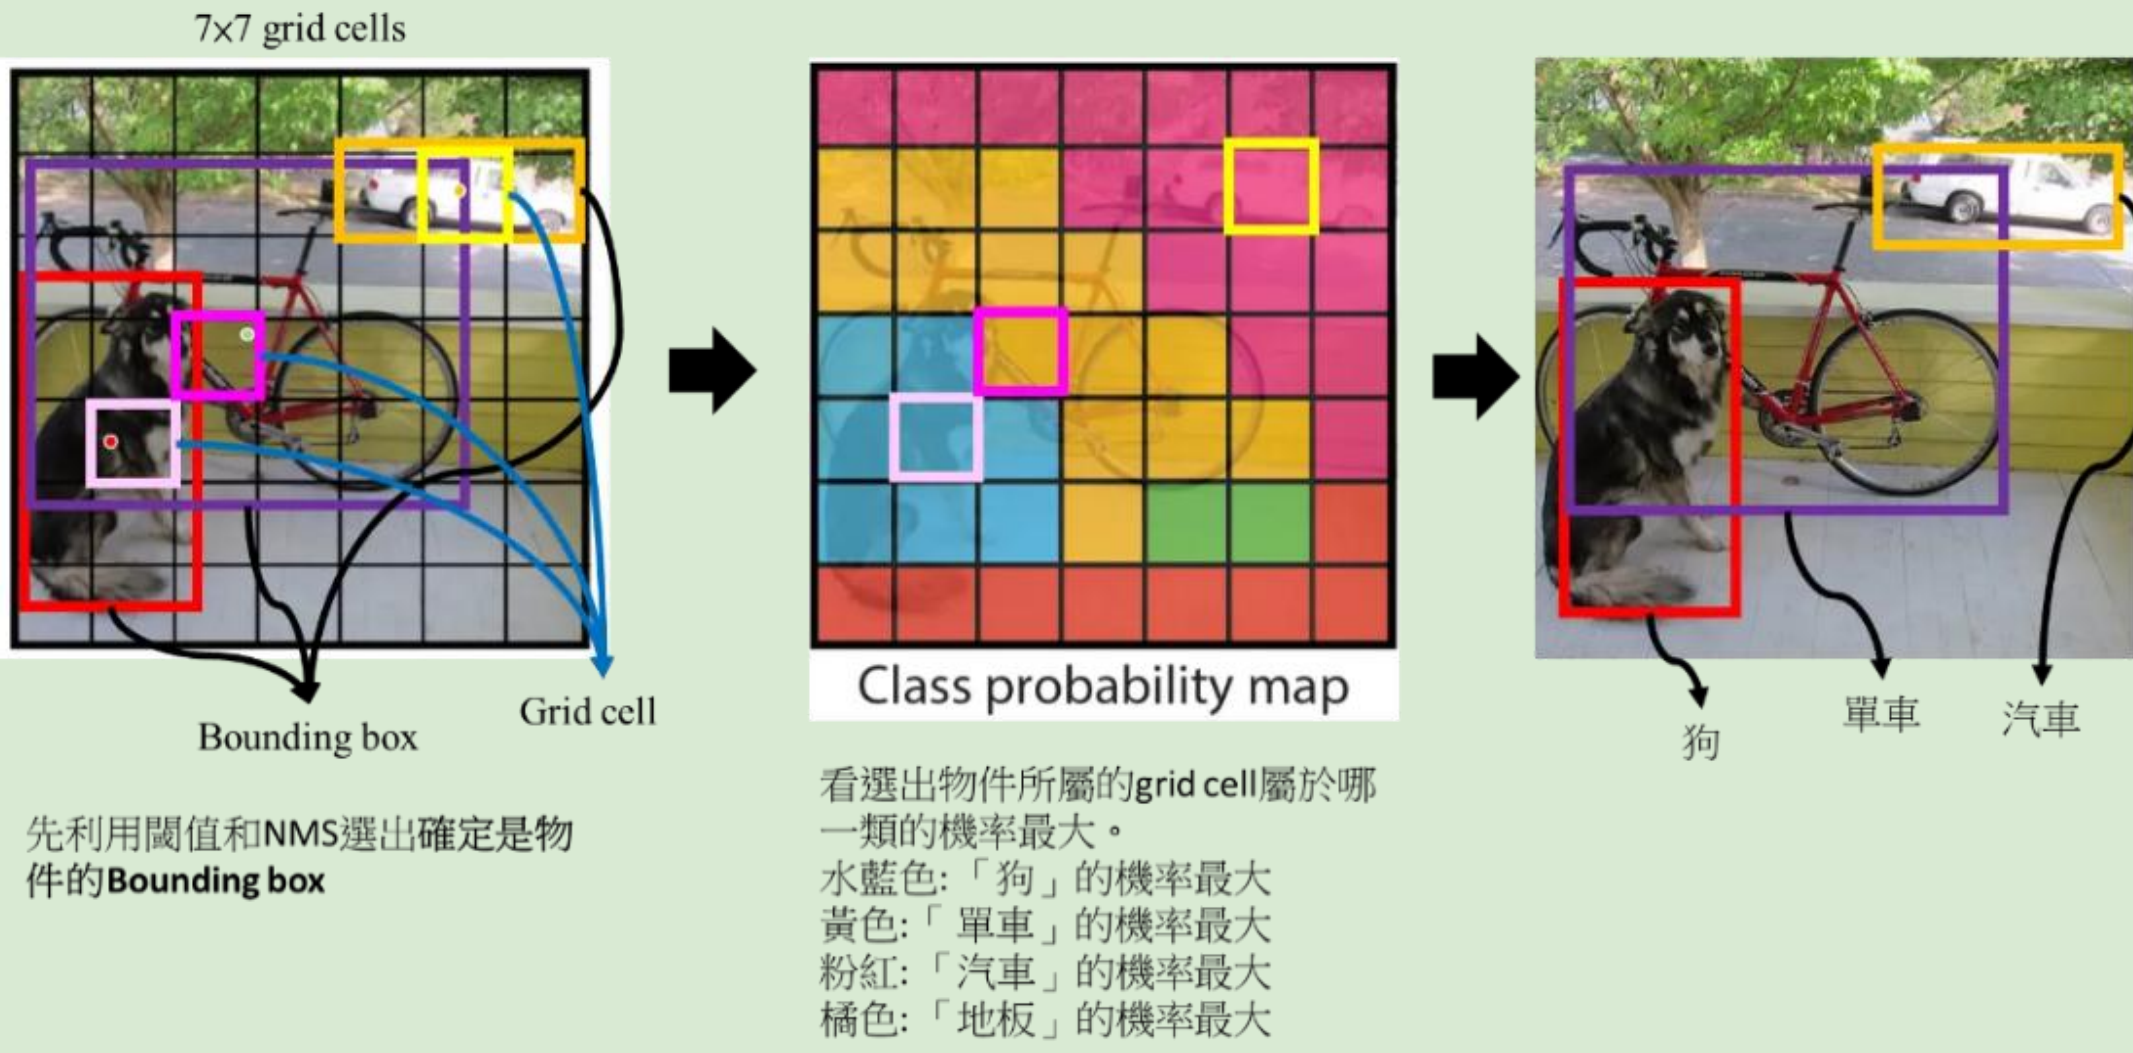 7×7 grid cells
Bounding box
Grid cell
先利用閾值和NMS選出確定是物
件的Bounding box
Class probability map
看選出物件所屬的grid cell屬於哪
一類的機率最大。
水藍色:「狗」的機率最大
黃色:「單車」的機率最大
粉紅:「汽車」的機率最大
橘色:「地板」的機率最大
狗
單車
汽車